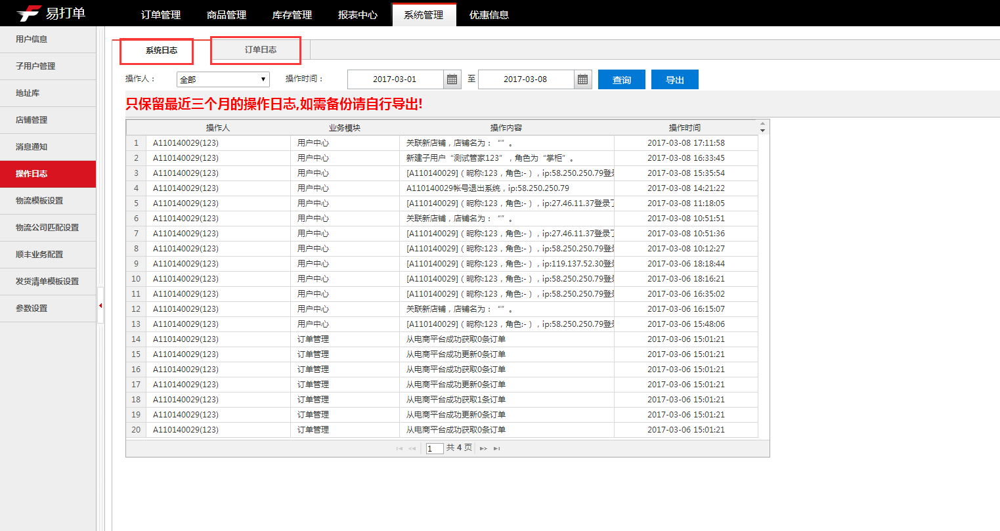 易打单
订单管理 商品管理 库存管理 报表中心 系统管理 优惠信息
用户信息
子用户管理
地址库
店铺管理
消息通知
操作日志
物流模板设置
物流公司匹配设置
顺丰业务配置
发货清单模板设置
参数设置
系统日志 订单日志
操作人： 全部 操作时间： 2017-03-01 至 2017-03-08 查询 导出
只保留最近三个月的操作日志,如需备份请自行导出!
操作人 业务模块 操作内容 操作时间
1 A110140029(123) 用户中心 关联新店铺，店铺名为：“”。 2017-03-08 17:11:58
2 A110140029(123) 用户中心 新建子用户“测试管家123”，角色为“掌柜”。 2017-03-08 16:33:45
3 A110140029(123) 用户中心 [A110140029]（昵称:123，角色:-），ip:58.250.250.79登录 2017-03-08 15:35:54
4 A110140029(123) 用户中心 A110140029帐号退出系统，ip:58.250.250.79 2017-03-08 14:21:22
5 A110140029(123) 用户中心 [A110140029]（昵称:123，角色:-），ip:27.46.11.37登录了 2017-03-08 11:18:05
6 A110140029(123) 用户中心 关联新店铺，店铺名为：“”。 2017-03-08 10:51:51
7 A110140029(123) 用户中心 [A110140029]（昵称:123，角色:-），ip:27.46.11.37登录了 2017-03-08 10:51:36
8 A110140029(123) 用户中心 [A110140029]（昵称:123，角色:-），ip:58.250.250.79登录 2017-03-08 10:12:27
9 A110140029(123) 用户中心 [A110140029]（昵称:123，角色:-），ip:119.137.52.30登录 2017-03-06 18:18:44
10 A110140029(123) 用户中心 [A110140029]（昵称:123，角色:-），ip:58.250.250.79登录 2017-03-06 18:16:21
11 A110140029(123) 用户中心 [A110140029]（昵称:123，角色:-），ip:58.250.250.79登录 2017-03-06 16:35:02
12 A110140029(123) 用户中心 关联新店铺，店铺名为：“”。 2017-03-06 16:15:07
13 A110140029(123) 用户中心 [A110140029]（昵称:123，角色:-），ip:58.250.250.79登录 2017-03-06 15:48:06
14 A110140029(123) 订单管理 从电商平台成功获取0条订单 2017-03-06 15:01:21
15 A110140029(123) 订单管理 从电商平台成功更新0条订单 2017-03-06 15:01:21
16 A110140029(123) 订单管理 从电商平台成功获取0条订单 2017-03-06 15:01:21
17 A110140029(123) 订单管理 从电商平台成功更新0条订单 2017-03-06 15:01:21
18 A110140029(123) 订单管理 从电商平台成功获取1条订单 2017-03-06 15:01:21
19 A110140029(123) 订单管理 从电商平台成功更新0条订单 2017-03-06 15:01:21
20 A110140029(123) 订单管理 从电商平台成功获取0条订单 2017-03-06 15:01:21
1 共 4 页